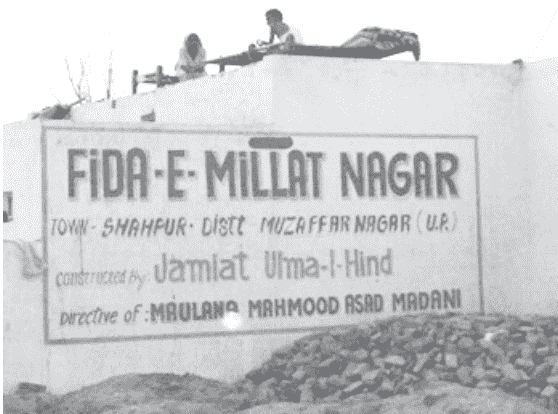 FiDA-E-MiLLAT NAGAR
TOWN- SHAHPUR- Distt MUZAFFAR NAGAR (U.P.)
constructed By: Jamiat Ulma-I-Hind
Directive of: MAULANA MAHMOOD ASAD MADANI